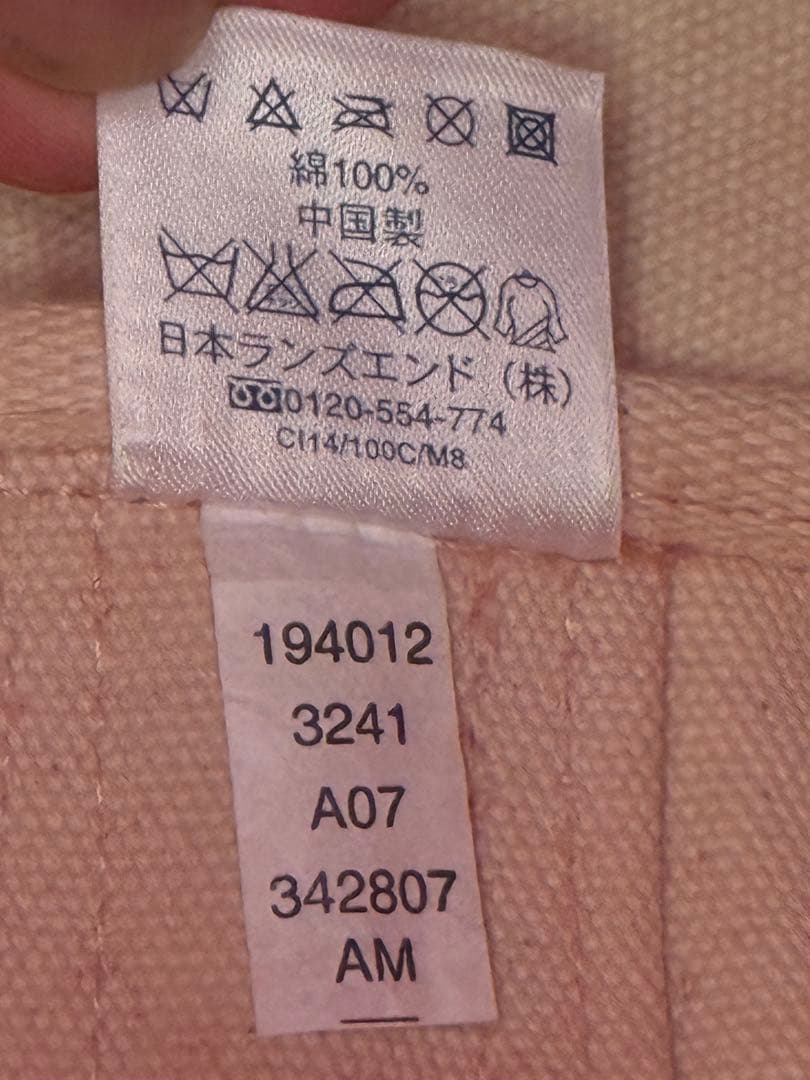 綿100%
中国製
日本ランズエンド（株）
0120-554-774
CI14/100C/M8
194012
3241
A07
342807
AM